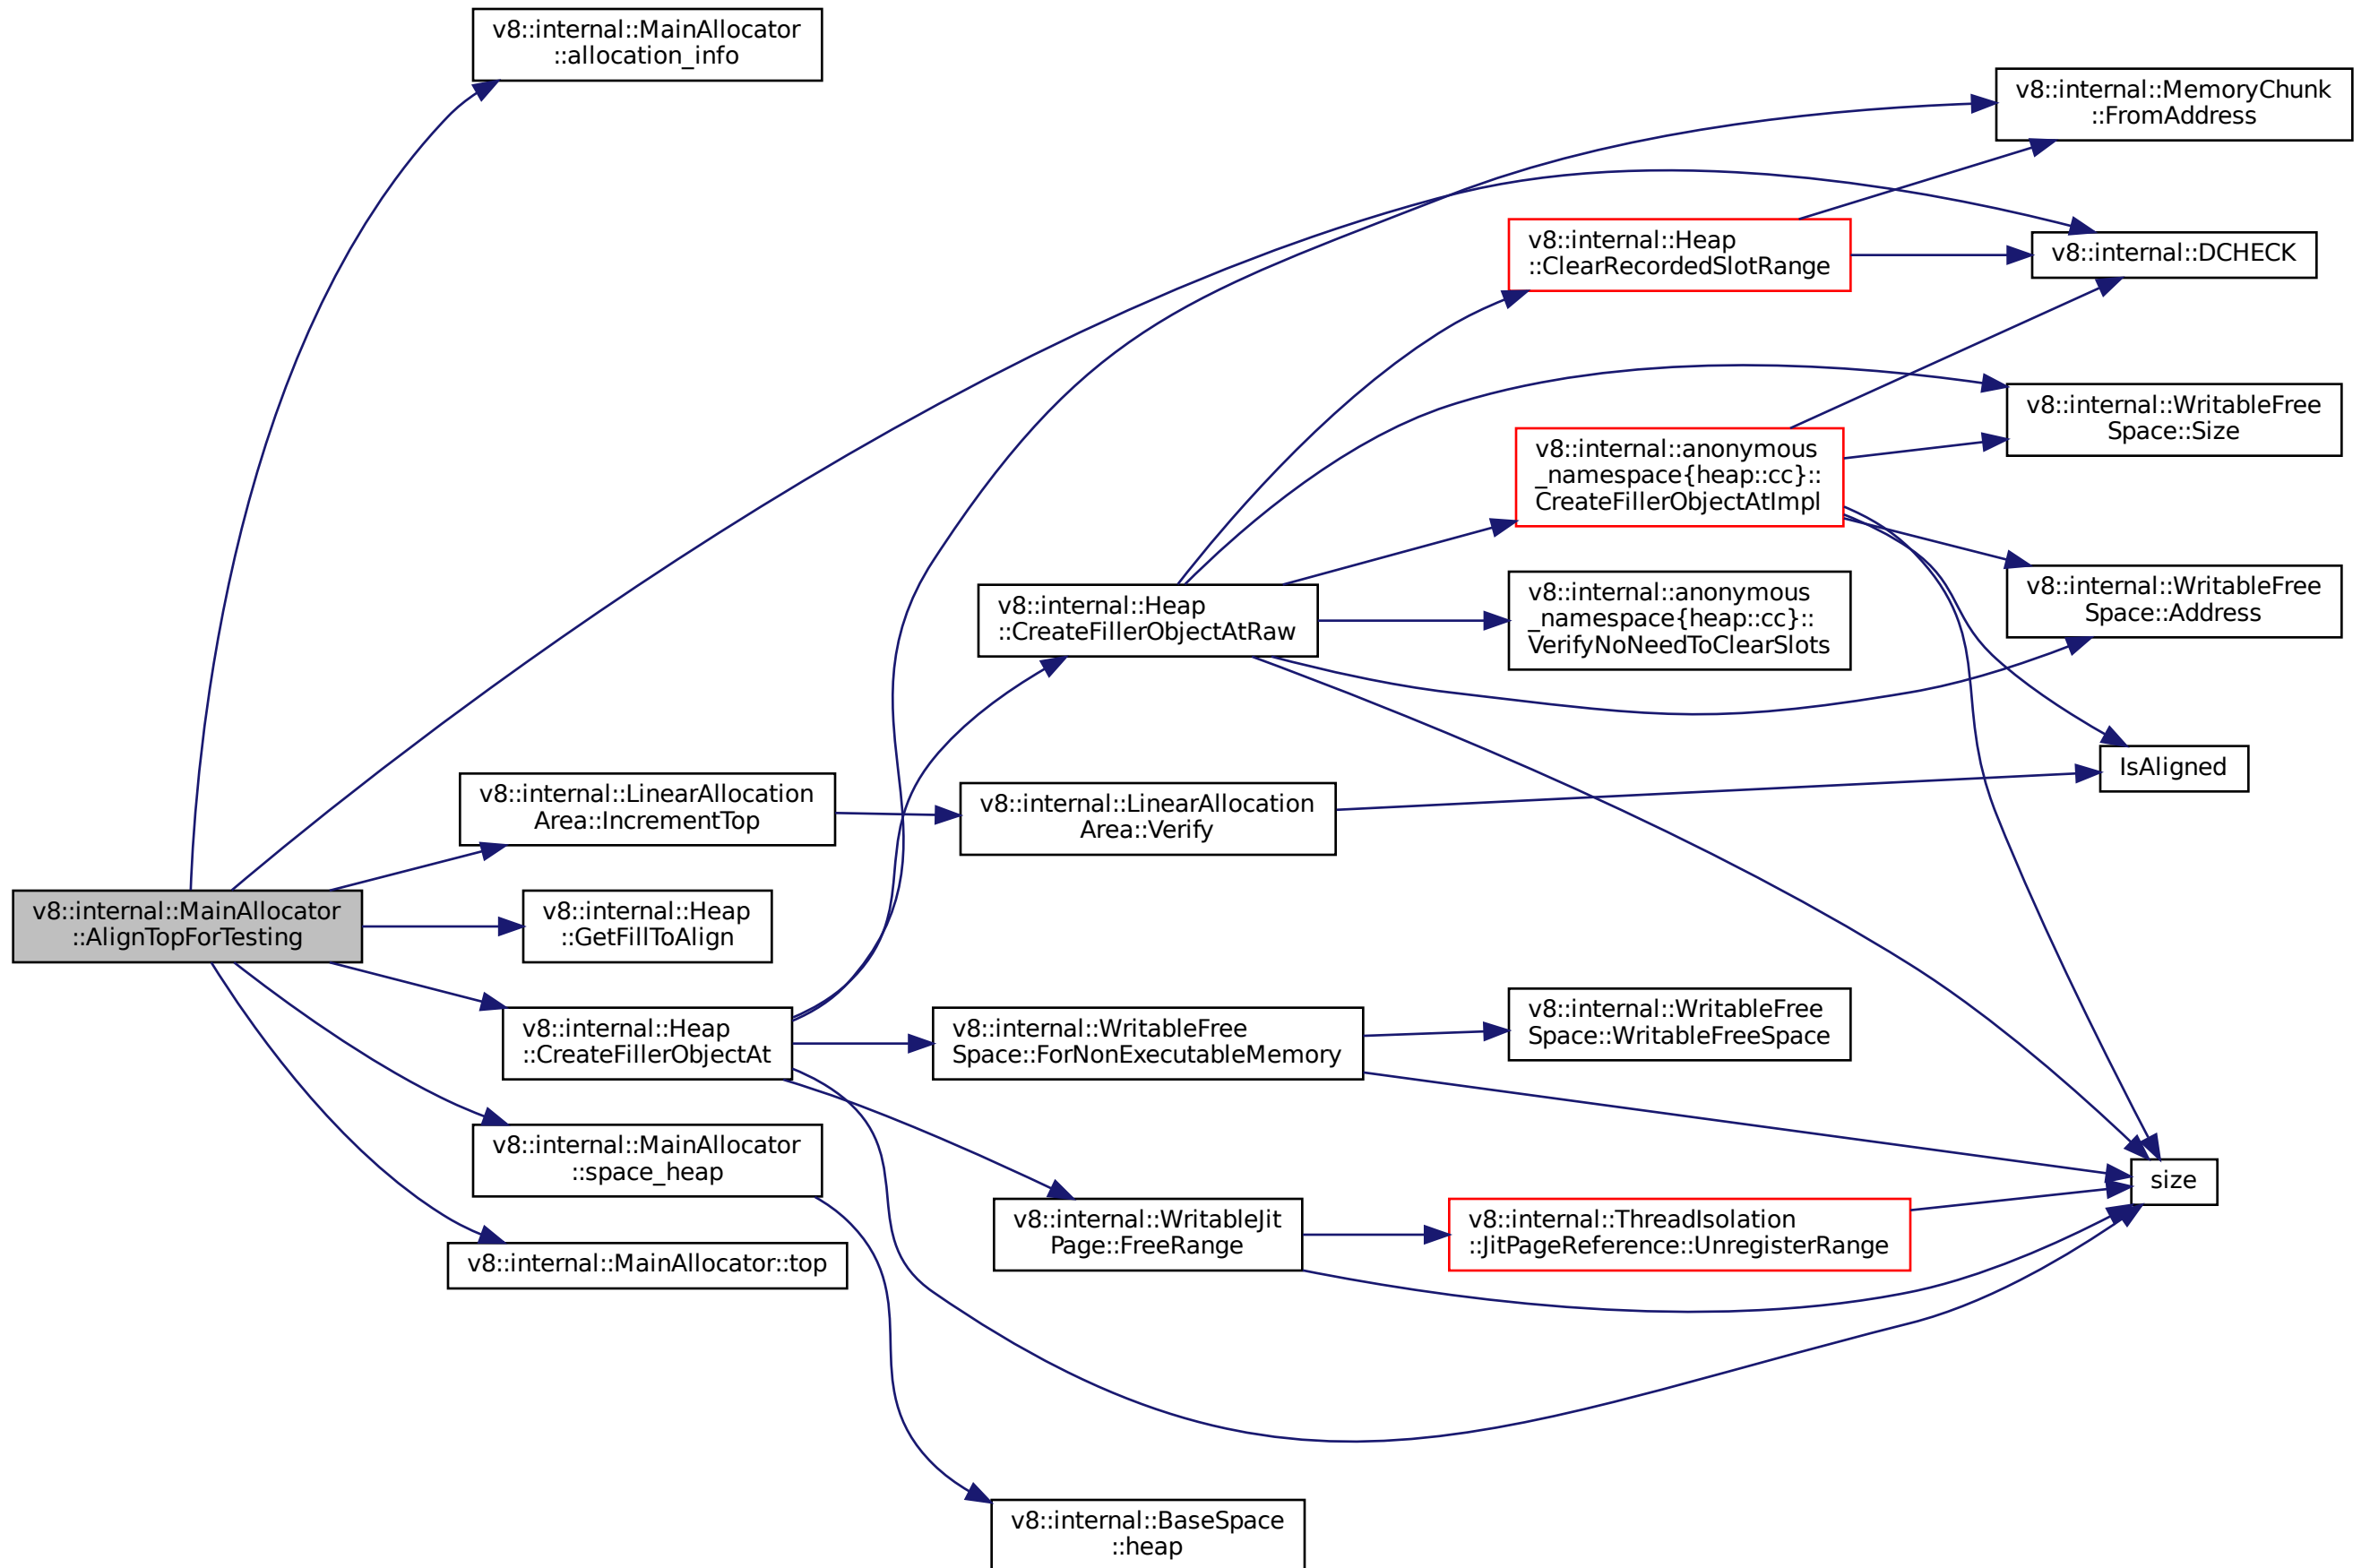 v8::internal::MainAllocator
::allocation_info
v8::internal::MemoryChunk
::FromAddress
v8::internal::Heap
::ClearRecordedSlotRange
v8::internal::DCHECK
v8::internal::WritableFree
Space::Size
v8::internal::anonymous
_namespace{heap::cc}::
CreateFillerObjectAtImpl
v8::internal::Heap
::CreateFillerObjectAtRaw
v8::internal::anonymous
_namespace{heap::cc}::
VerifyNoNeedToClearSlots
v8::internal::WritableFree
Space::Address
v8::internal::LinearAllocation
Area::IncrementTop
v8::internal::LinearAllocation
Area::Verify
IsAligned
v8::internal::MainAllocator
::AlignTopForTesting
v8::internal::Heap
::GetFillToAlign
v8::internal::Heap
::CreateFillerObjectAt
v8::internal::WritableFree
Space::ForNonExecutableMemory
v8::internal::WritableFree
Space::WritableFreeSpace
v8::internal::MainAllocator
::space_heap
size
v8::internal::WritableJit
Page::FreeRange
v8::internal::ThreadIsolation
::JitPageReference::UnregisterRange
v8::internal::MainAllocator::top
v8::internal::BaseSpace
::heap